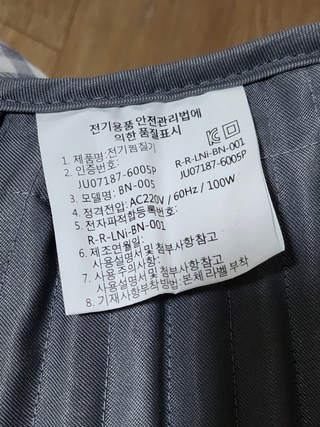 전기용품 안전관리법에
의한 품질표시
1. 제품명: 전기찜질기
2. 인증번호:
JU07187-6005P
R-R-LNi-BN-001
JU07187-6005P
3. 모델명: BN-005
4. 정격전압: AC220V / 60Hz / 100W
5. 전자파적합등록번호:
R-R-LNi-BN-001
6. 제조연월일:
사용설명서 및 첨부사항 참고
7. 사용주의사항:
사용설명서 및 첨부사항 참고
8. 기재사항부착방법: 본체 라벨 부착